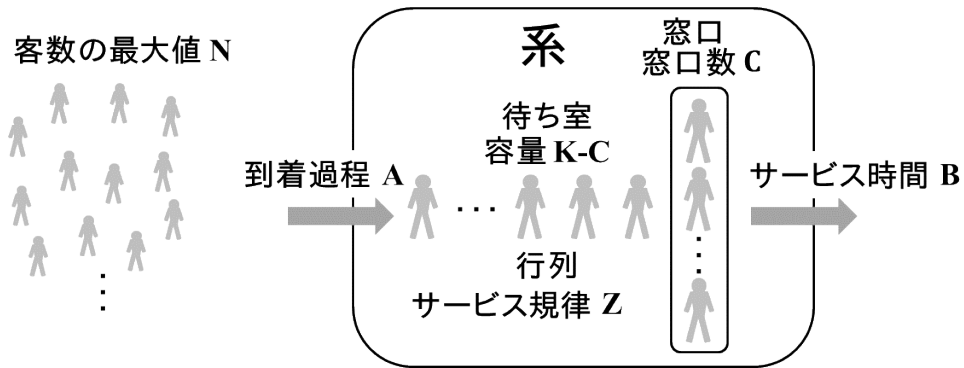 客数の最大値 N
系
窓口
窓口数 C
待ち室
容量 K-C
到着過程 A
サービス時間 B
行列
サービス規律 Z